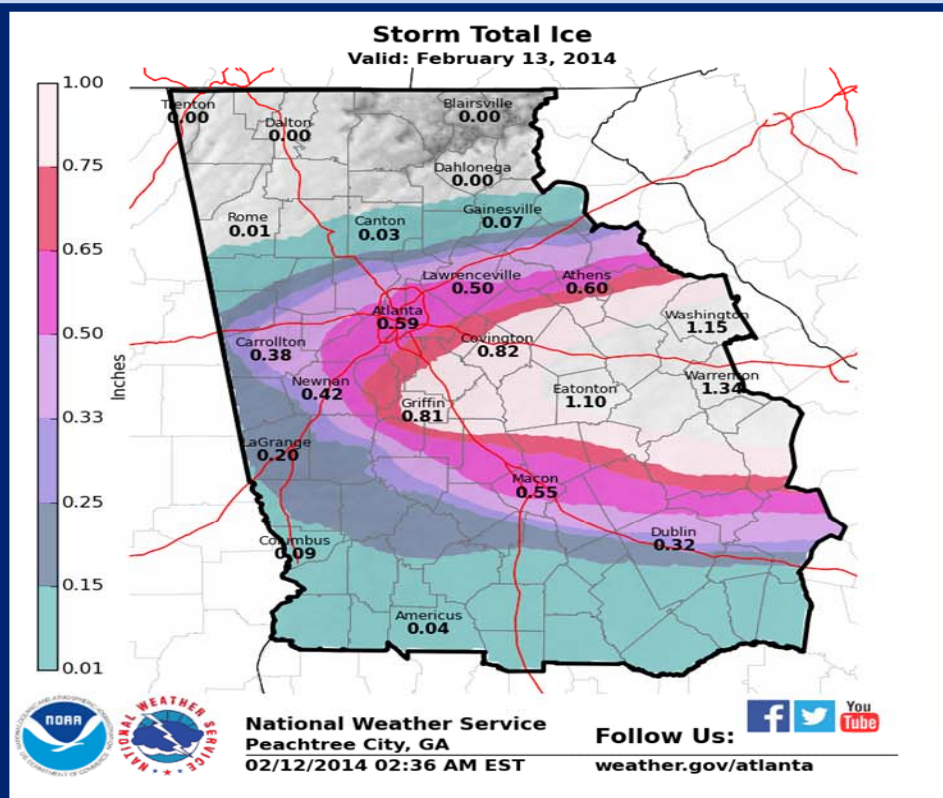 Storm Total Ice
Valid: February 13, 2014
1.00
0.75
0.65
0.50
0.33
0.25
0.15
0.01
Inches
Trenton
0.00
Dalton
0.00
Blairsville
0.00
Dahlonega
0.00
Rome
0.01
Canton
0.03
Gainesville
0.07
Lawrenceville
0.50
Athens
0.60
Atlanta
0.59
Washington
1.15
Carrollton
0.38
Covington
0.82
Newnan
0.42
Griffin
0.81
Eatonton
1.10
Warrenton
1.34
LaGrange
0.20
Macon
0.55
Columbus
0.09
Dublin
0.32
Americus
0.04
NOAA
NATIONAL WEATHER SERVICE
National Weather Service
Peachtree City, GA
02/12/2014 02:36 AM EST
Follow Us:
You
Tube
weather.gov/atlanta